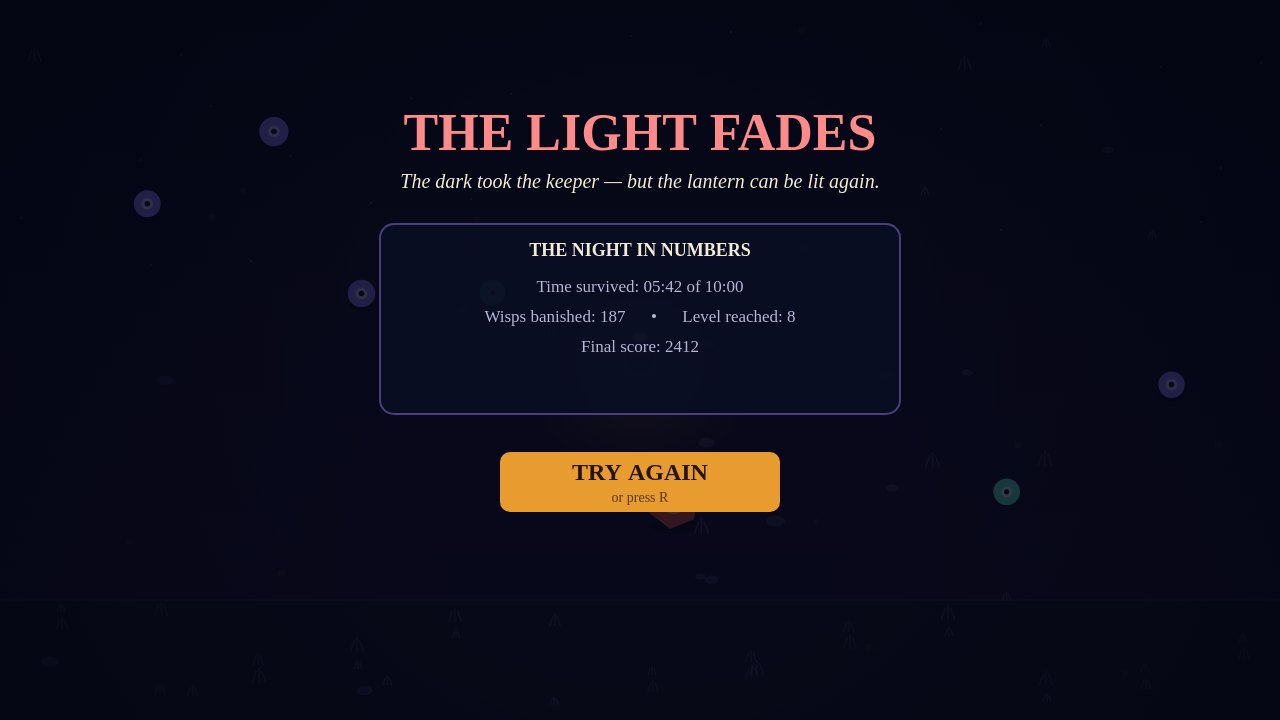 THE LIGHT FADES
The dark took the keeper — but the lantern can be lit again.
THE NIGHT IN NUMBERS
Time survived: 05:42 of 10:00
Wisps banished: 187 • Level reached: 8
Final score: 2412
TRY AGAIN
or press R